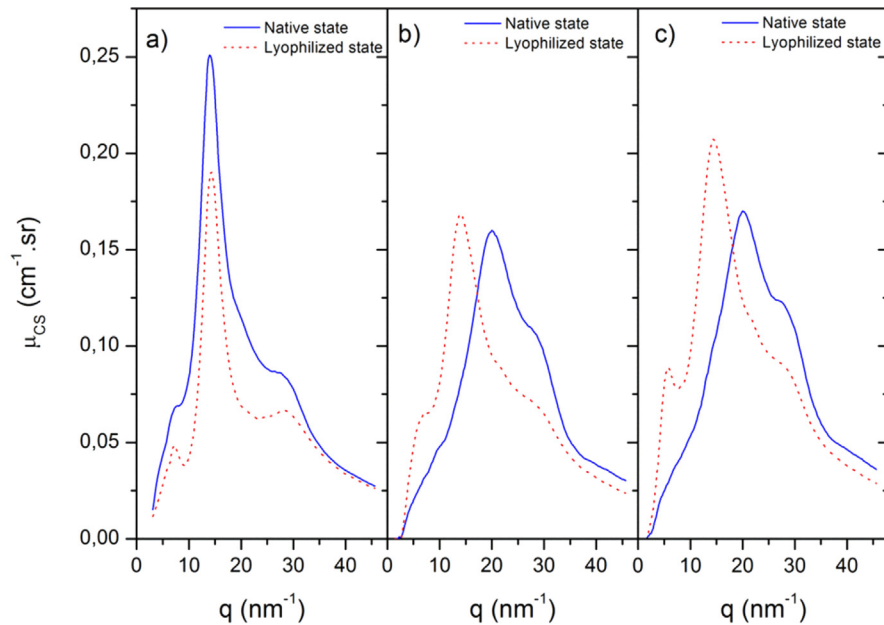 a)
Native state
Lyophilized state
b)
Native state
Lyophilized state
c)
Native state
Lyophilized state
0,25
0,20
0,15
0,10
0,05
0,00
μCS (cm⁻¹.sr)
0 10 20 30 40
0 10 20 30 40
0 10 20 30 40
q (nm⁻¹)
q (nm⁻¹)
q (nm⁻¹)